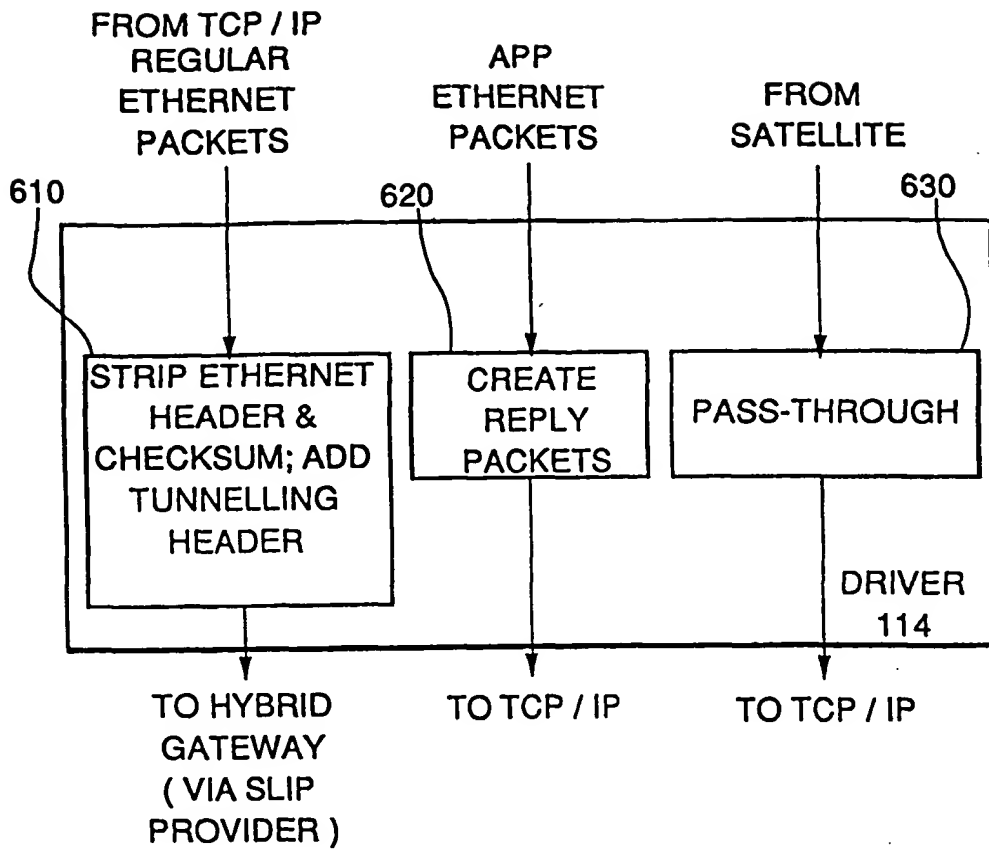 FROM TCP / IP
REGULAR
ETHERNET
PACKETS
APP
ETHERNET
PACKETS
FROM
SATELLITE
610
620
630
STRIP ETHERNET
HEADER &
CHECKSUM; ADD
TUNNELLING
HEADER
CREATE
REPLY
PACKETS
PASS-THROUGH
DRIVER
114
TO HYBRID
GATEWAY
( VIA SLIP
PROVIDER )
TO TCP / IP
TO TCP / IP